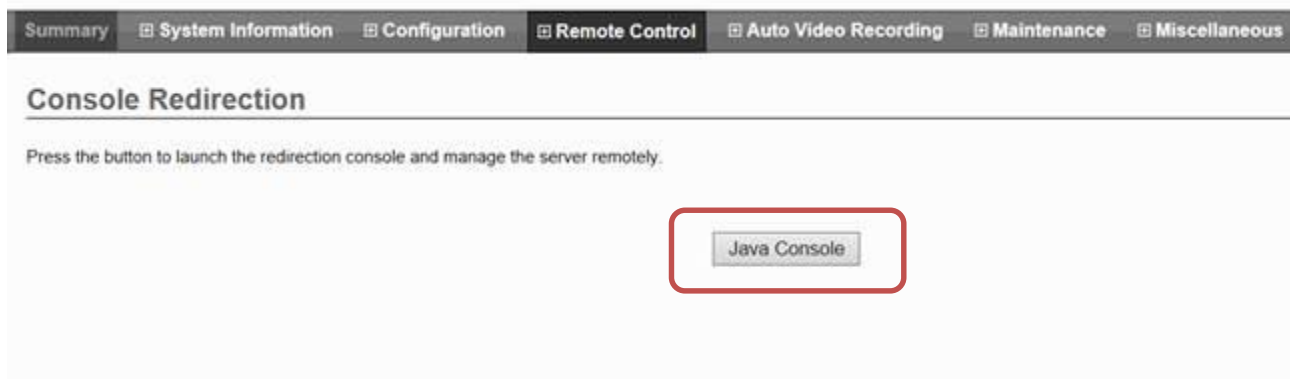 Summary System Information Configuration Remote Control Auto Video Recording Maintenance Miscellaneous
Console Redirection
Press the button to launch the redirection console and manage the server remotely.
Java Console